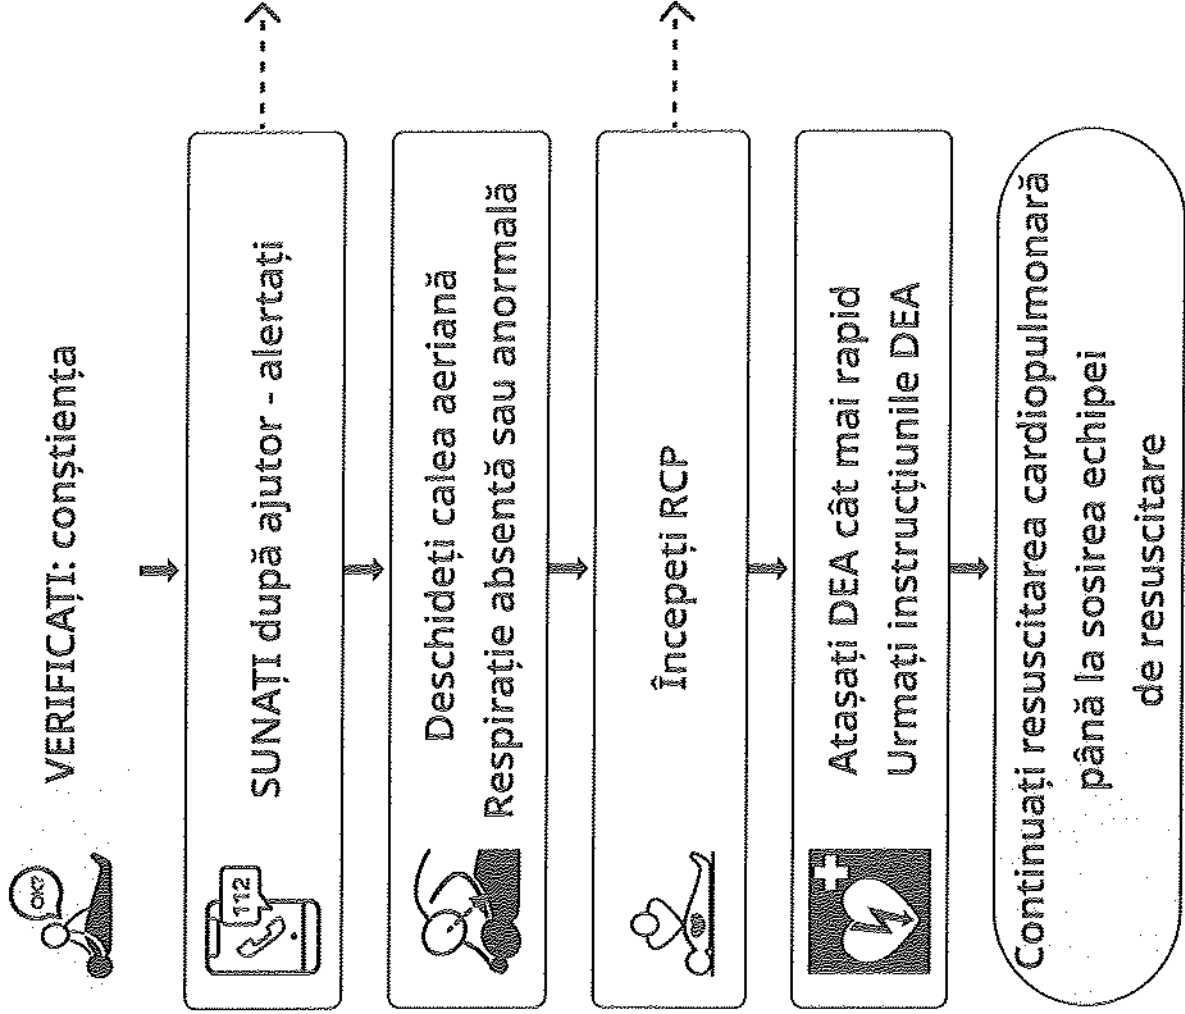 OK?
VERIFICAȚI: conștiența
112
SUNAȚI după ajutor - alertați
Deschideți calea aeriană
Respirație absentă sau anormală
Începeți RCP
Atașați DEA cât mai rapid
Urmați instrucțiunile DEA
Continuați resuscitarea cardiopulmonară
până la sosirea echipei
de resuscitare